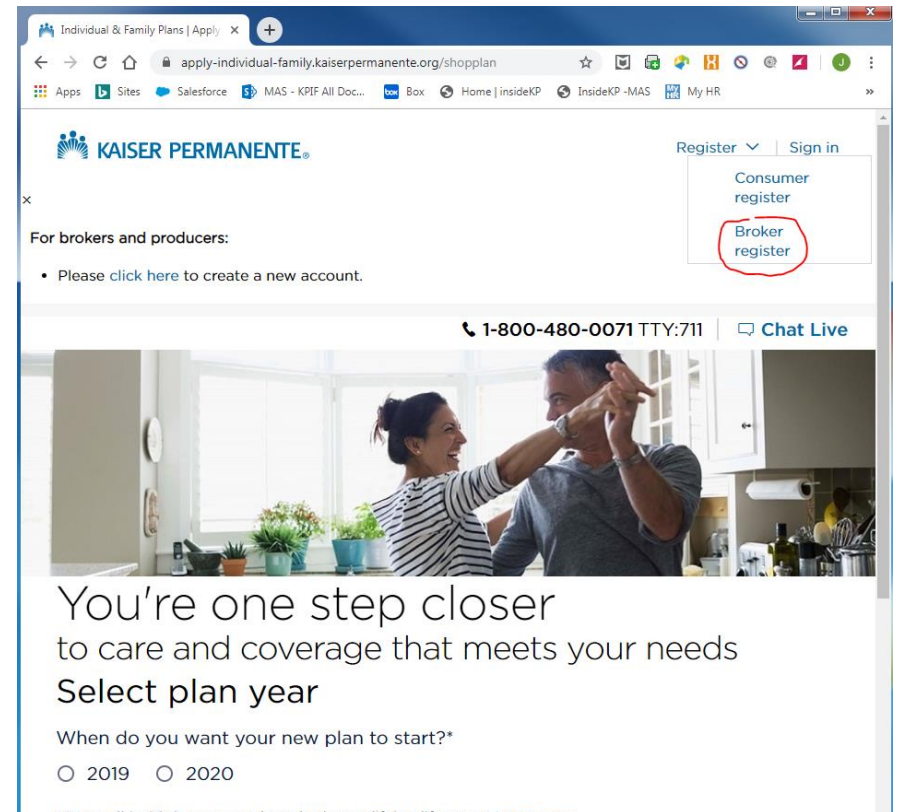 Individual & Family Plans | Apply
apply-individual-family.kaiserpermanente.org/shopplan
J
Apps Sites Salesforce MAS - KPIF All Doc... box Box Home | insideKP InsideKP -MAS MY HR My HR »
KAISER PERMANENTE®
Register | Sign in
Consumer
register
Broker
register
×
For brokers and producers:
• Please click here to create a new account.
1-800-480-0071 TTY:711 | Chat Live
You're one step closer
to care and coverage that meets your needs
Select plan year
When do you want your new plan to start?*
2019 2020